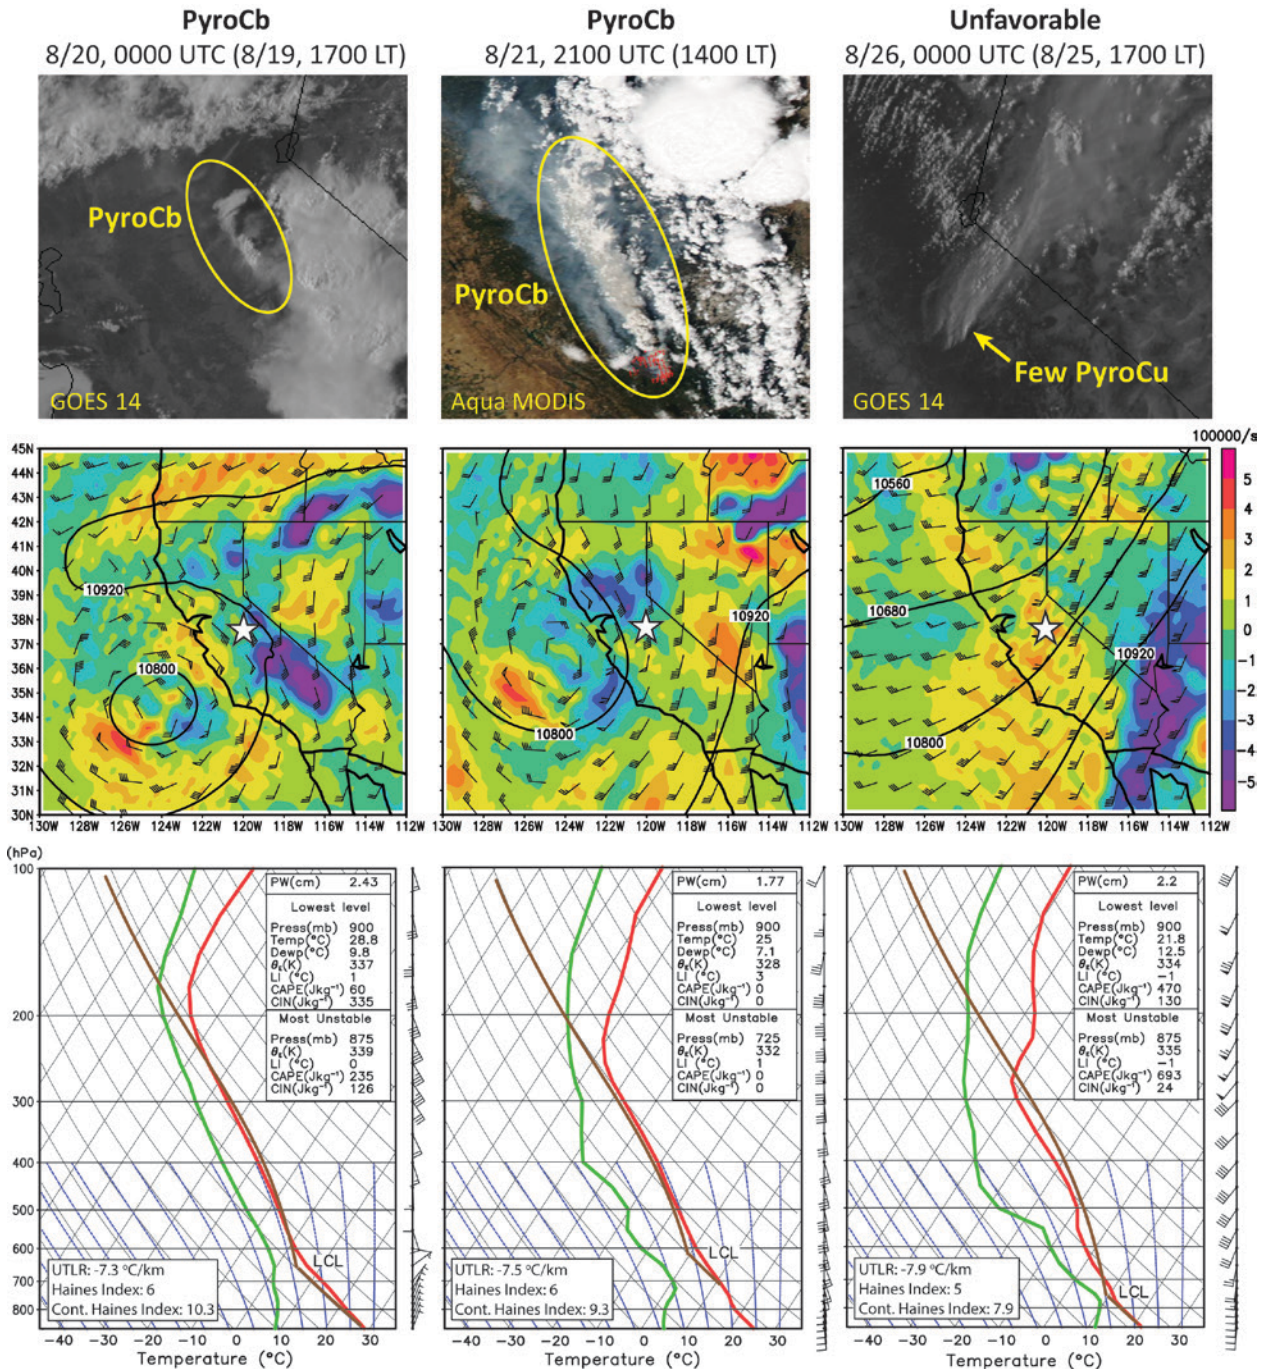 PyroCb
8/20, 0000 UTC (8/19, 1700 LT)
PyroCb
8/21, 2100 UTC (1400 LT)
Unfavorable
8/26, 0000 UTC (8/25, 1700 LT)
PyroCb
GOES 14
PyroCb
Aqua MODIS
Few PyroCu
GOES 14
100000/s
45N
44N
43N
42N
41N
40N
39N
38N
37N
36N
35N
34N
33N
32N
31N
30N
10920
10800
130W 128W 126W 124W 122W 120W 118W 116W 114W 112W
10920
10800
130W 128W 126W 124W 122W 120W 118W 116W 114W 112W
10560
10680
10920
10800
130W 128W 126W 124W 122W 120W 118W 116W 114W 112W
5
4
3
2
1
0
-1
-2
-3
-4
-5
(hPa)
100
200
300
400
500
600
700
800
PW(cm) 2.43
Lowest level
Press(mb) 900
Temp(°C) 28.8
Dewp(°C) 9.8
θE(K) 337
LI (°C) 1
CAPE(Jkg⁻¹) 60
CIN(Jkg⁻¹) 335
Most Unstable
Press(mb) 875
θE(K) 339
LI (°C) 0
CAPE(Jkg⁻¹) 235
CIN(Jkg⁻¹) 126
LCL
UTLR: -7.3 °C/km
Haines Index: 6
Cont. Haines Index: 10.3
-40 -30 -20 -10 0 10 20 30
Temperature (°C)
PW(cm) 1.77
Lowest level
Press(mb) 900
Temp(°C) 25
Dewp(°C) 7.1
θE(K) 328
LI (°C) 3
CAPE(Jkg⁻¹) 0
CIN(Jkg⁻¹) 0
Most Unstable
Press(mb) 725
θE(K) 332
LI (°C) 1
CAPE(Jkg⁻¹) 0
CIN(Jkg⁻¹) 0
LCL
UTLR: -7.5 °C/km
Haines Index: 6
Cont. Haines Index: 9.3
-40 -30 -20 -10 0 10 20 30
Temperature (°C)
PW(cm) 2.2
Lowest level
Press(mb) 900
Temp(°C) 21.8
Dewp(°C) 12.5
θE(K) 334
LI (°C) -1
CAPE(Jkg⁻¹) 470
CIN(Jkg⁻¹) 130
Most Unstable
Press(mb) 875
θE(K) 335
LI (°C) -1
CAPE(Jkg⁻¹) 693
CIN(Jkg⁻¹) 24
LCL
UTLR: -7.9 °C/km
Haines Index: 5
Cont. Haines Index: 7.9
-40 -30 -20 -10 0 10 20 30
Temperature (°C)